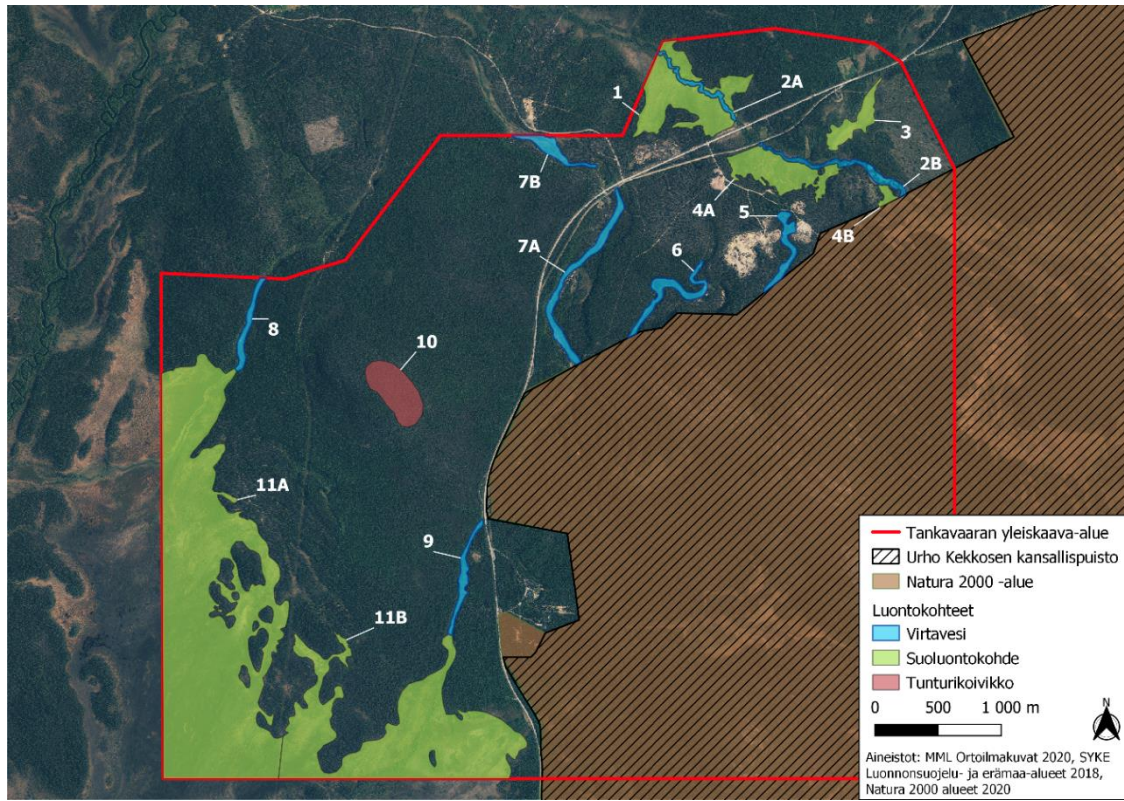 1
2A
3
7B
2B
4A
5
4B
7A
6
8
10
11A
9
11B
Tankavaaran yleiskaava-alue
Urho Kekkosen kansallispuisto
Natura 2000 -alue
Luontokohteet
Virtavesi
Suoluontokohde
Tunturikoivikko
0 500 1 000 m
N
Aineistot: MML Ortoilmakuvat 2020, SYKE
Luonnonsuojelu- ja erämaa-alueet 2018,
Natura 2000 alueet 2020